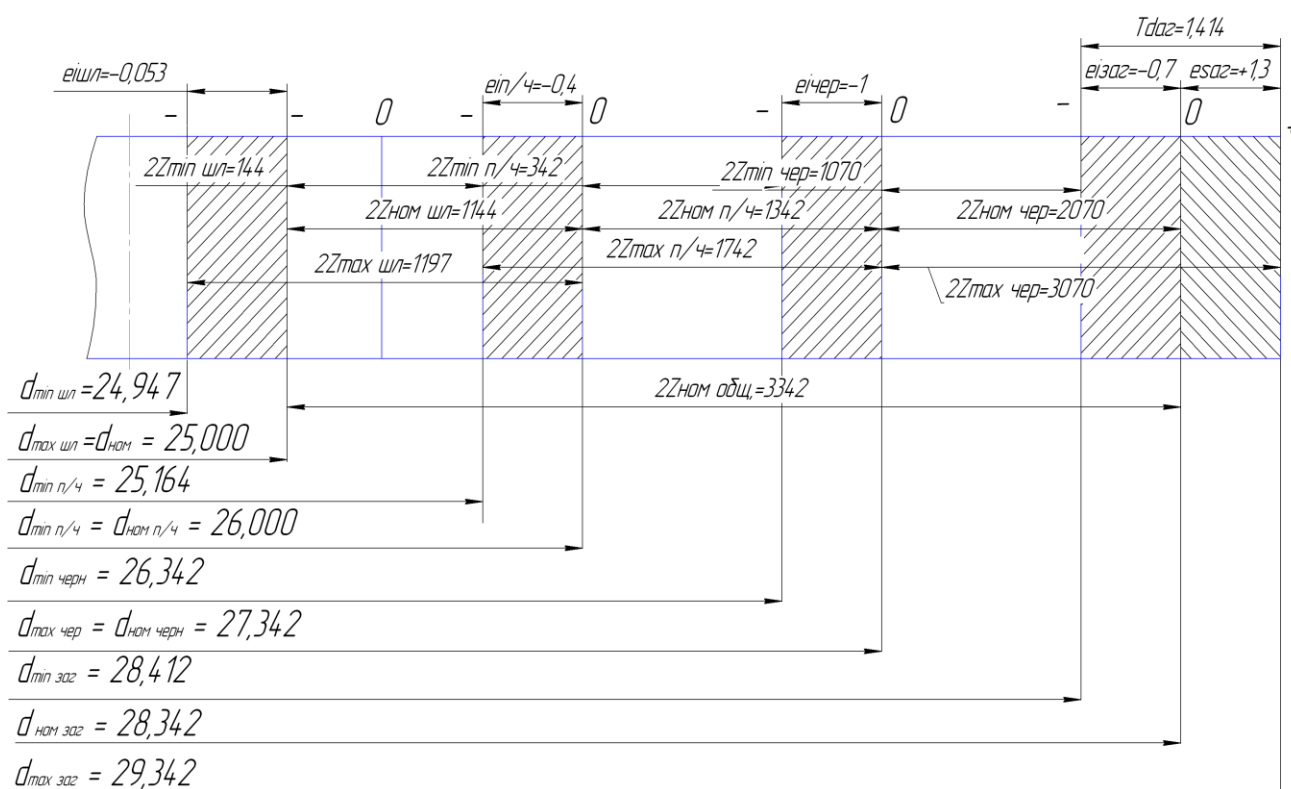 Tdаг=1,414
eiшл=-0,053
ein/ч=-0,4
eiчер=-1
eiзаг=-0,7
esаг=+1,3
- - 0 - 0 - 0 - 0 +
2Zmin шл=144
2Zmin п/ч=342
2Zmin чер=1070
2Zном шл=1144
2Zном п/ч=1342
2Zном чер=2070
2Zmax шл=1197
2Zmax п/ч=1742
2Zmax чер=3070
dmin шл =24,947
2Zном общ,=3342
dmax шл =dном = 25,000
dmin п/ч = 25,164
dmin п/ч = dном п/ч = 26,000
dmin черн = 26,342
dmax чер = dном черн = 27,342
dmin заг = 28,412
d ном заг = 28,342
dmax заг = 29,342